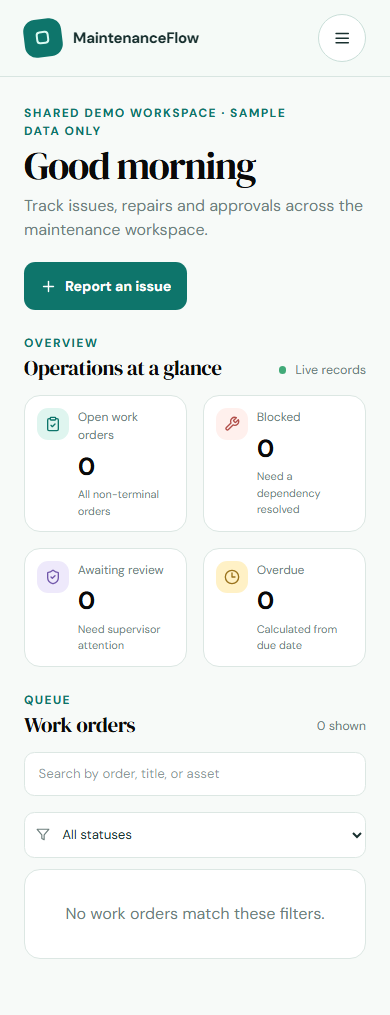 MaintenanceFlow
SHARED DEMO WORKSPACE · SAMPLE
DATA ONLY
Good morning
Track issues, repairs and approvals across the
maintenance workspace.
Report an issue
OVERVIEW
Operations at a glance
Live records
Open work
orders
0
All non-terminal
orders
Blocked
0
Need a
dependency
resolved
Awaiting review
0
Need supervisor
attention
Overdue
0
Calculated from
due date
QUEUE
Work orders
0 shown
Search by order, title, or asset
All statuses
No work orders match these filters.